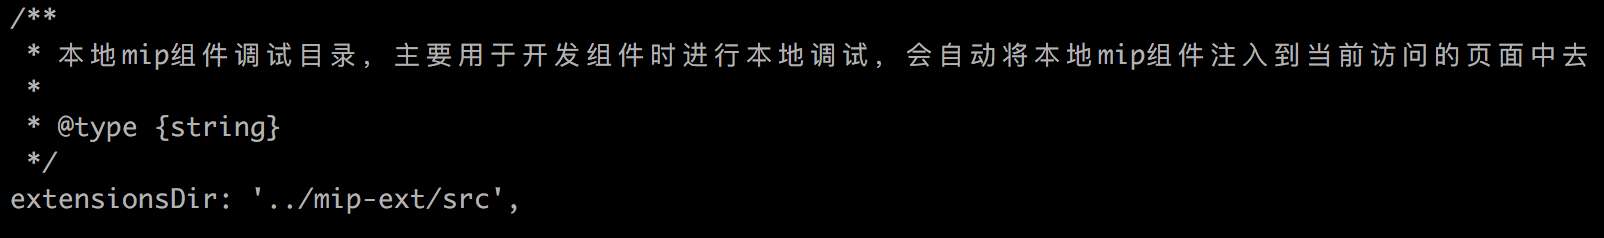 /**
 * 本地mip组件调试目录，主要用于开发组件时进行本地调试，会自动将本地mip组件注入到当前访问的页面中去
 *
 * @type {string}
 */
extensionsDir: '../mip-ext/src',